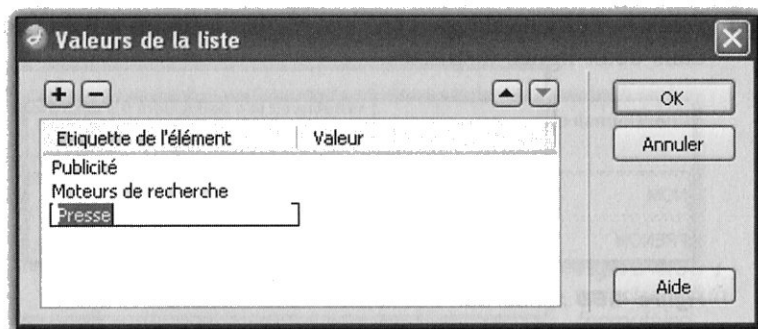 Valeurs de la liste
OK
Etiquette de l'élément Valeur
Annuler
Publicité
Moteurs de recherche
Presse
Aide